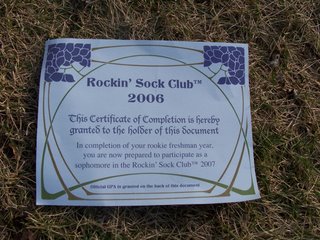 Rockin' Sock Club™
2006
This Certificate of Completion is hereby
granted to the holder of this document
In completion of your rookie freshman year,
you are now prepared to participate as a
sophomore in the Rockin' Sock Club™ 2007
Official GPA is granted on the back of this document